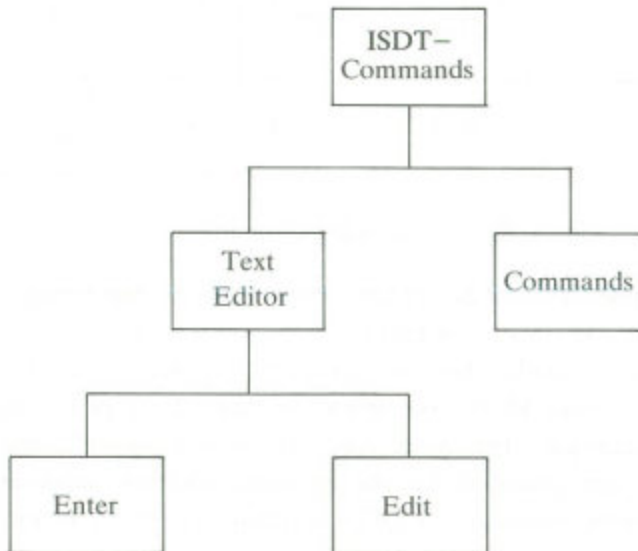 ISDT–
Commands
Text
Editor
Commands
Enter
Edit